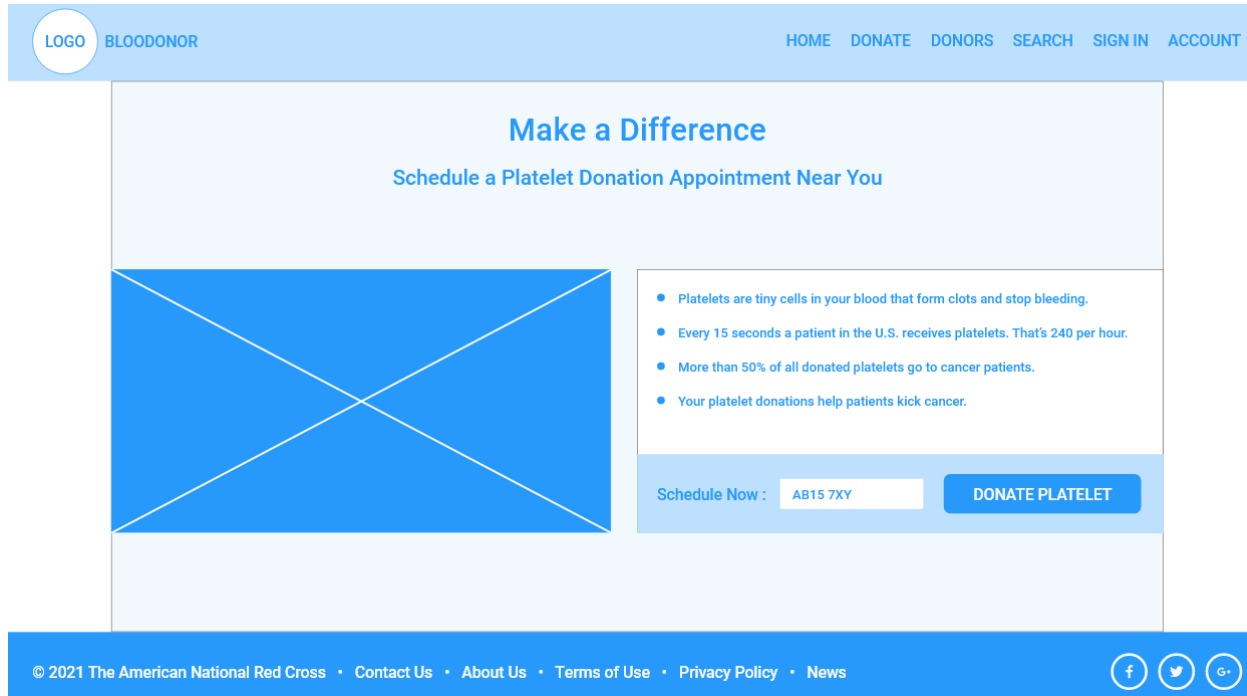 LOGO BLOODONOR HOME DONATE DONORS SEARCH SIGN IN ACCOUNT
Make a Difference
Schedule a Platelet Donation Appointment Near You
Platelets are tiny cells in your blood that form clots and stop bleeding.
Every 15 seconds a patient in the U.S. receives platelets. That's 240 per hour.
More than 50% of all donated platelets go to cancer patients.
Your platelet donations help patients kick cancer.
Schedule Now : AB15 7XY DONATE PLATELET
© 2021 The American National Red Cross • Contact Us • About Us • Terms of Use • Privacy Policy • News f G+